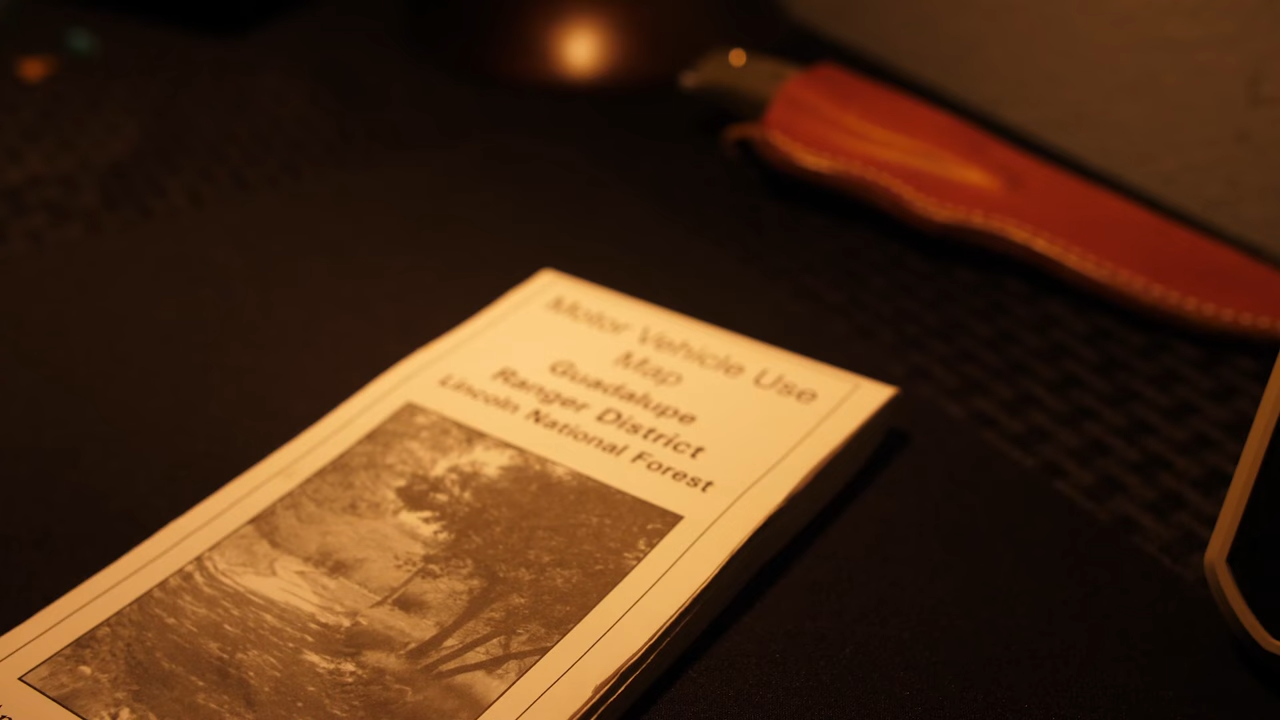 Motor Vehicle Use
Map
Guadalupe
Ranger District
Lincoln National Forest